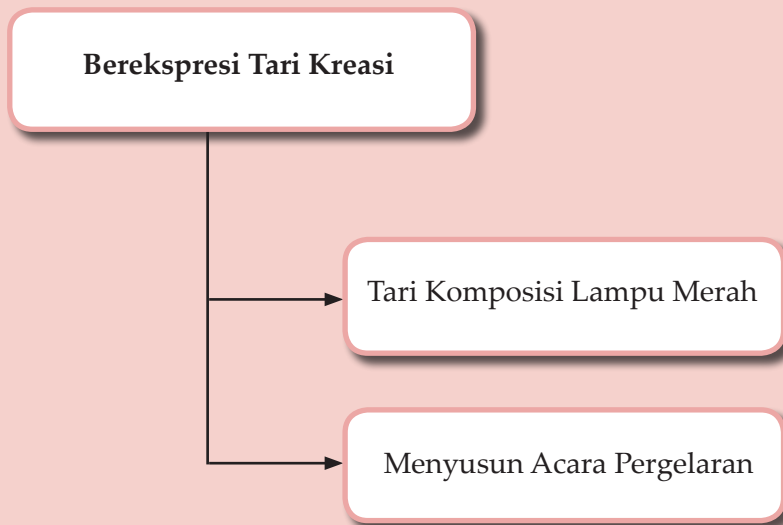 Berekspresi Tari Kreasi
Tari Komposisi Lampu Merah
Menyusun Acara Pergelaran